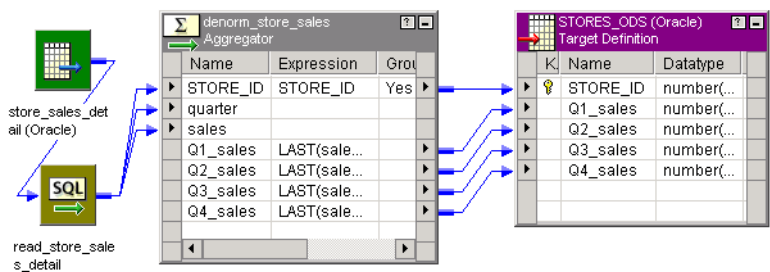 store_sales_det
ail (Oracle)
SQL
read_store_sale
s_detail
Σ denorm_store_sales
Aggregator
Name Expression Grou
STORE_ID STORE_ID Yes
quarter
sales
Q1_sales LAST(sale...
Q2_sales LAST(sale...
Q3_sales LAST(sale...
Q4_sales LAST(sale...
STORES_ODS (Oracle)
Target Definition
K. Name Datatype
STORE_ID number(...
Q1_sales number(...
Q2_sales number(...
Q3_sales number(...
Q4_sales number(...